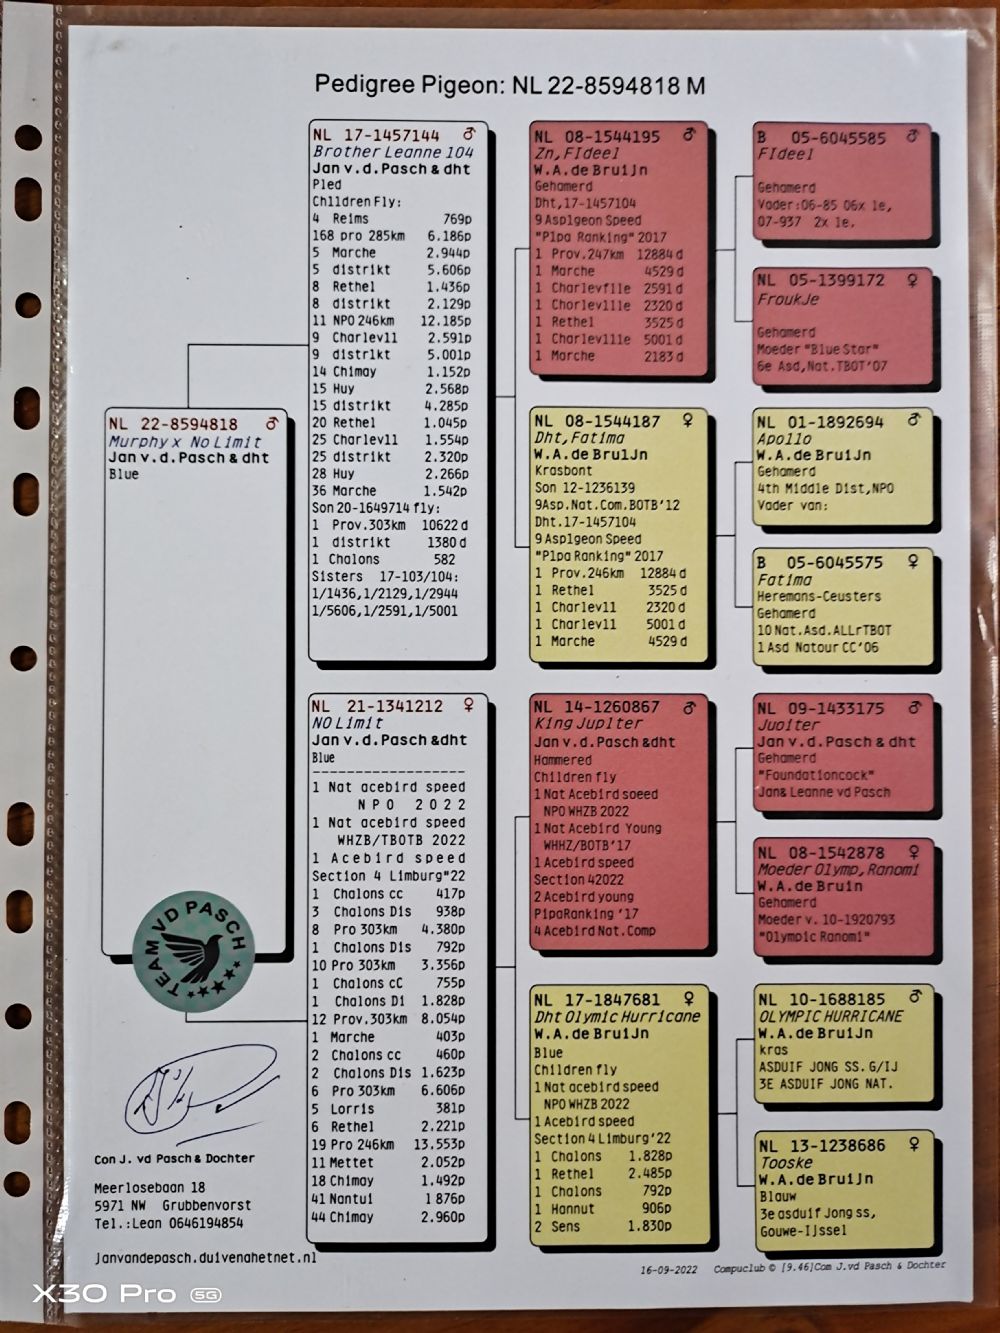 Pedigree Pigeon: NL 22-8594818 M
NL 22-8594818 ♂
Murphy x No Limit
Jan v.d.Pasch & dht
Blue
NL 17-1457144 ♂
Brother Leanne 104
Jan v.d.Pasch & dht
Pled
Children Fly:
4 Reims 769p
168 pro 285km 6.186p
5 Marche 2.944p
5 distrikt 5.606p
8 Rethel 1.436p
8 distrikt 2.129p
11 NPO 246km 12.185p
9 Charlevll 2.591p
9 distrikt 5.001p
14 Chimay 1.152p
15 Huy 2.568p
15 distrikt 4.285p
20 Rethel 1.045p
25 Charlevll 1.554p
25 distrikt 2.320p
28 Huy 2.266p
36 Marche 1.542p
Son 20-1649714 fly:
1 Prov.303km 10622 d
1 distrikt 1380 d
1 Chalons 582
Sisters 17-103/104:
1/1436,1/2129,1/2944
1/5606,1/2591,1/5001
NL 21-1341212 ♀
NO Limit
Jan v.d.Pasch &dht
Blue
--------------------
1 Nat acebird speed
NPO 2022
1 Nat acebird speed
WHZB/TBOTB 2022
1 Acebird speed
Section 4 Limburg"22
1 Chalons cc 417p
3 Chalons Dis 938p
8 Pro 303km 4.380p
1 Chalons Dis 792p
10 Pro 303km 3.356p
1 Chalons cC 755p
1 Chalons Di 1.828p
12 Prov.303km 8.054p
1 Marche 403p
2 Chalons cc 460p
2 Chalons Dis 1.623p
6 Pro 303km 6.606p
5 Lorris 381p
6 Rethel 2.221p
19 Pro 246km 13.553p
11 Mettet 2.052p
18 Chimay 1.492p
41 Nantui 1 876p
44 Chimay 2.960p
NL 08-1544195 ♂
Zn,FIdeel
W.A.de BruiJn
Gehamerd
Dht,17-1457104
9 Aspigeon Speed
"Pipa Ranking" 2017
1 Prov.247km 12884 d
1 Marche 4529 d
1 Charlevflle 2591 d
1 Charleville 2320 d
1 Rethel 3525 d
1 Charleville 5001 d
1 Marche 2183 d
NL 08-1544187 ♀
Dht,Fatima
W.A.de BruiJn
Krasbont
Son 12-1236139
9Asp.Nat.Com.BOTB'12
Dht.17-1457104
9 Aspigeon Speed
"Pipa Ranking" 2017
1 Prov.246km 12884 d
1 Rethel 3525 d
1 Charlevll 2320 d
1 Charlevll 5001 d
1 Marche 4529 d
NL 14-1260867 ♂
King Jupiter
Jan v.d.Pasch &dht
Hammered
Children fly
1 Nat Acebird soeed
NPO WHZB 2022
1 Nat Acebird Young
WHHZ/BOTB'17
1 Acebird speed
Section 42022
2 Acebird young
PipaRanking '17
4 Acebird Nat.Comp
NL 17-1847681 ♀
Dht Olymic Hurricane
W.A.de BruiJn
Blue
Children fly
1 Nat acebird speed
NPO WHZB 2022
1 Acebird speed
Section 4 Limburg'22
1 Chalons 1.828p
1 Rethel 2.485p
1 Chalons 792p
1 Hannut 906p
2 Sens 1.830p
B 05-6045585 ♂
FIdeel
Gehamerd
Vader:06-85 06x 1e,
07-937 2x 1e.
NL 05-1399172 ♀
FroukJe
Gehamerd
Moeder "Blue Star"
6e Asd,Nat.TBOT'07
NL 01-1892694 ♂
Apollo
W.A.de BruiJn
Gehamerd
4th Middle Dist,NPO
Vader van:
B 05-6045575 ♀
Fatima
Heremans-Ceusters
Gehamerd
10 Nat.Asd.ALLrTBOT
1 Asd Natour CC'06
NL 09-1433175 ♂
Juoiter
Jan v.d.Pasch & dht
Gehamerd
"Foundationcock"
Jan& Leanne vd Pasch
NL 08-1542878 ♀
Moeder Olymp,Ranomi
W.A.de Bruin
Gehamerd
Moeder v. 10-1920793
"Olympic Ranomi"
NL 10-1688185 ♂
OLYMPIC HURRICANE
W.A.de BruiJn
kras
ASDUIF JONG SS. G/IJ
3E ASDUIF JONG NAT.
NL 13-1238686 ♀
Tooske
W.A.de BruiJn
Blauw
3e asduif Jong ss,
Gouwe-IJssel
TEAM VD PASCH
Con J. vd Pasch & Dochter
Meerlosebaan 18
5971 NW Grubbenvorst
Tel.:Lean 0646194854
Janvandepasch.duivenahetnet.nl
16-09-2022 Compuclub © [9.46]Com J.vd Pasch & Dochter
X30 Pro 5G